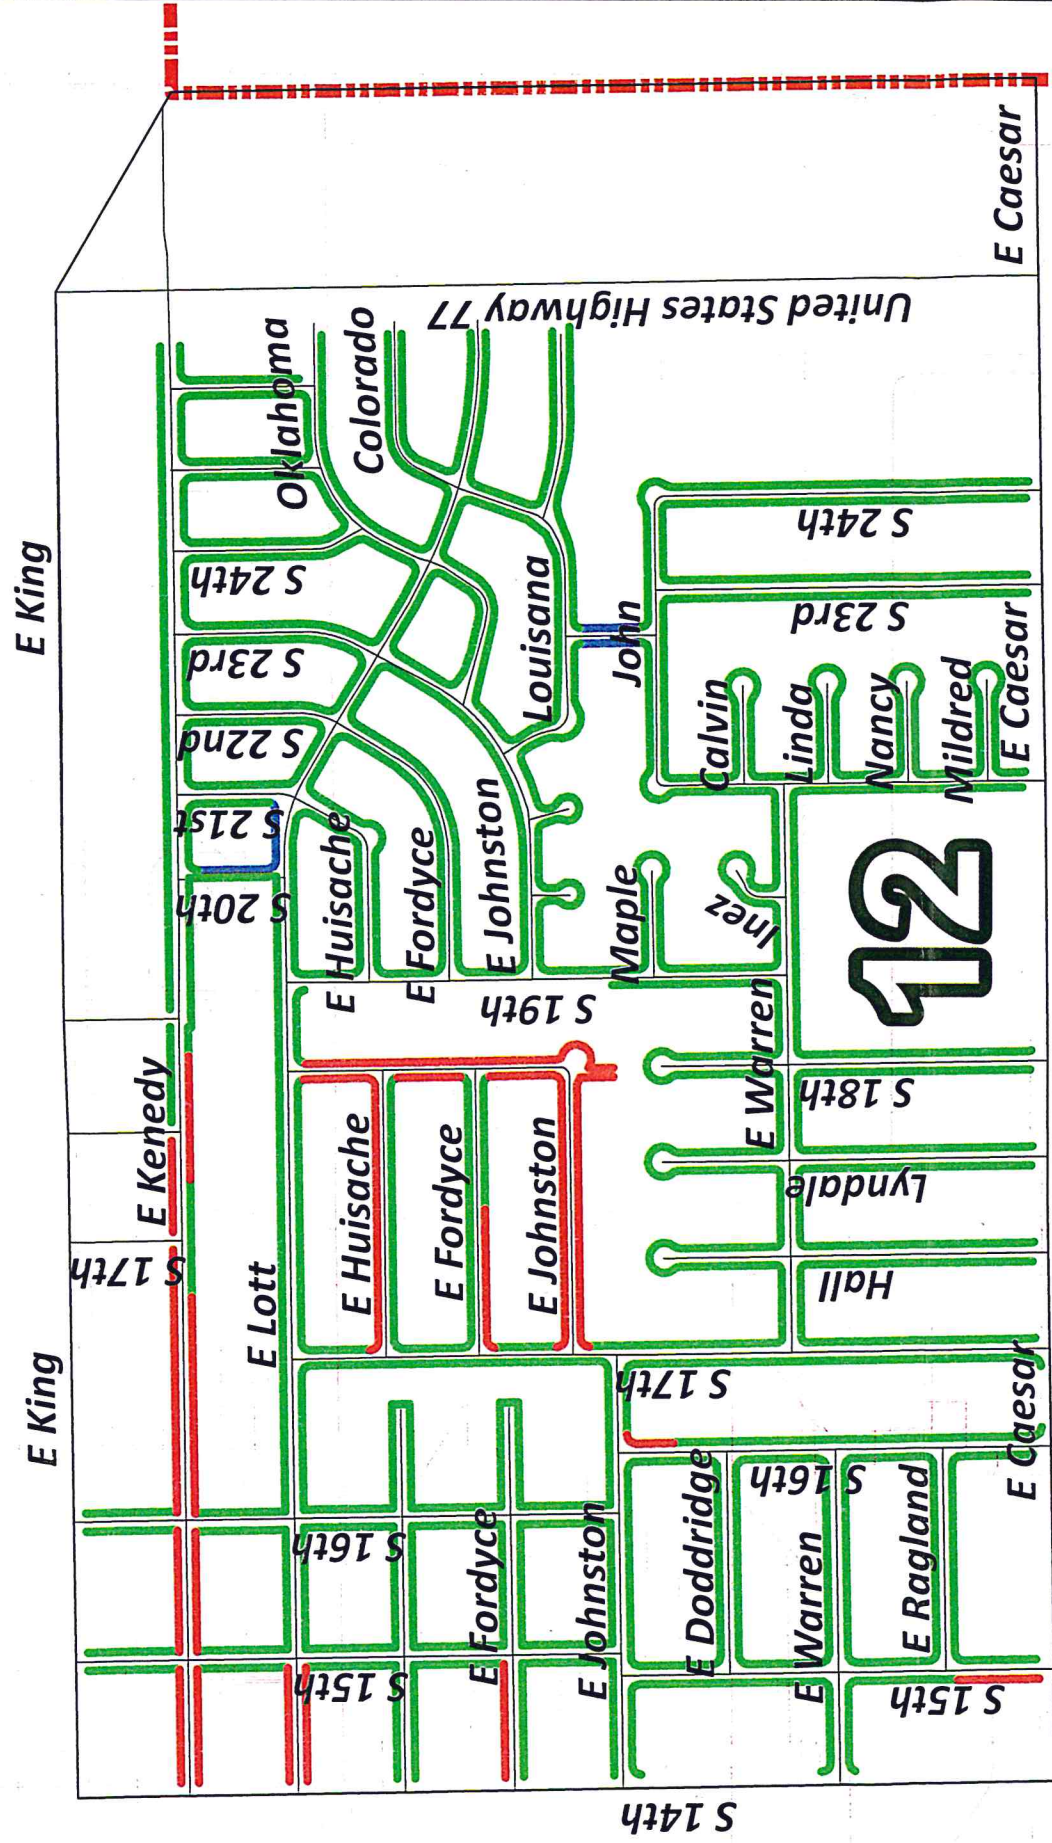 E King
E King
E Caesar
United States Highway 77
Oklahoma
Colorado
S 24th
S 23rd
S 22nd
S 21st
S 20th
Louisana
John
S 24th
S 23rd
E Caesar
Calvin
Linda
Nancy
Mildred
E Huisache
E Fordyce
E Johnston
Maple
Inez
12
S 19th
E Warren
E Kenedy
S 17th
E Lott
E Huisache
E Fordyce
E Johnston
S 18th
Lyndale
Hall
S 17th
E Caesar
S 16th
S 16th
E Fordyce
E Johnston
E Doddridge
E Warren
E Ragland
S 15th
S 15th
S 14th